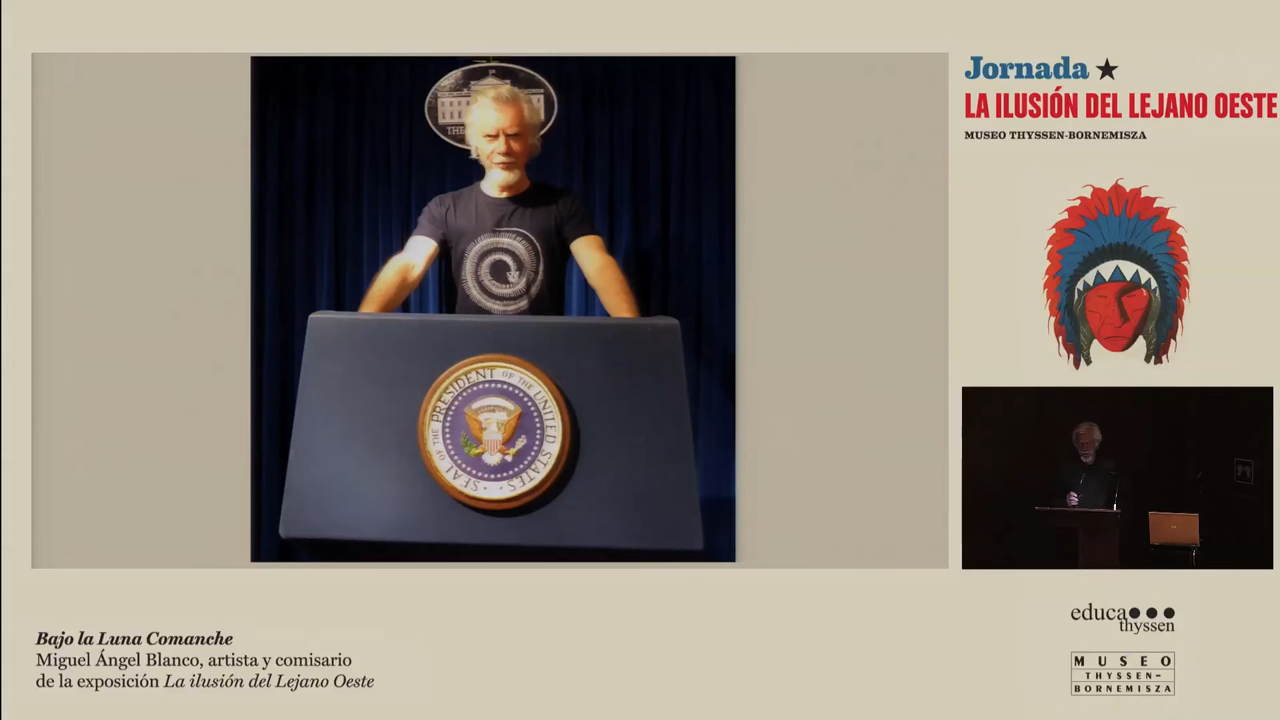 THE
SEAL OF THE PRESIDENT OF THE UNITED STATES
Jornada
LA ILUSIÓN DEL LEJANO OESTE
MUSEO THYSSEN-BORNEMISZA
Bajo la Luna Comanche
Miguel Ángel Blanco, artista y comisario
de la exposición La ilusión del Lejano Oeste
educa
thyssen
MUSEO
THYSSEN-
BORNEMISZA